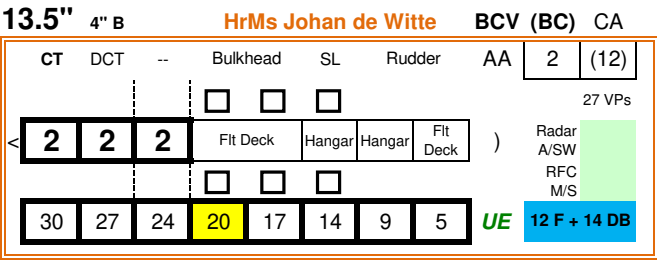 13.5" 4" B HrMs Johan de Witte BCV (BC) CA
CT DCT -- Bulkhead SL Rudder AA 2 (12)
27 VPs
< 2 2 2 Flt Deck Hangar Hangar Flt Deck ) Radar
A/SW
RFC
M/S
30 27 24 20 17 14 9 5 UE 12 F + 14 DB